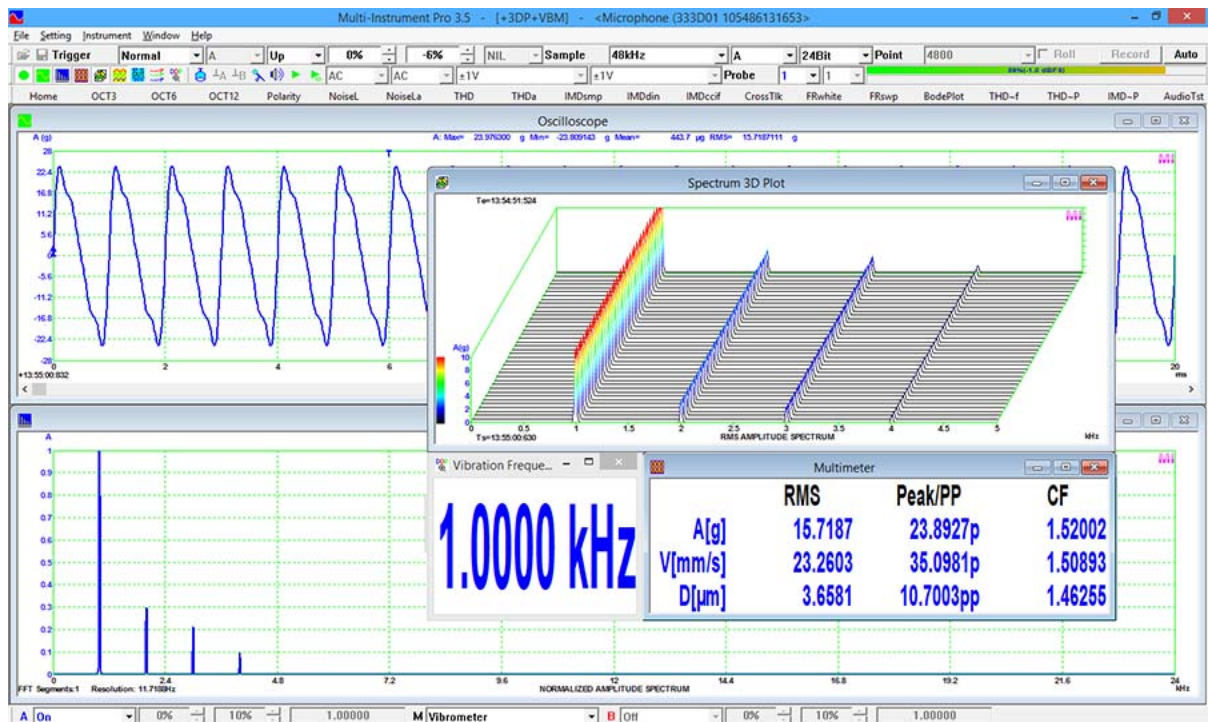 Multi-Instrument Pro 3.5 - [+3DP+VBM] - <Microphone (333D01 105486131653>
File Setting Instrument Window Help
Trigger Normal A Up 0% -6% NIL Sample 48kHz A 24Bit Point 4800 Roll Record Auto
AC AC ±1V ±1V Probe 1 1
Home OCT3 OCT6 OCT12 Polarity NoiseL NoiseLa THD THDa IMDsmp IMDdin IMDccif CrossTlk FRwhite FRswp BodePlot THD~f THD~P IMD~P AudioTst
Oscilloscope
A (g)
A: Max= 23.976300 g Min= -23.809143 g Mean= 443.7 µg RMS= 15.7187111 g
28
22.4
16.8
11.2
5.6
0
-5.6
-11.2
-16.8
-22.4
-28
0 2 4 6 20
+13:55:00:832
ms
MI
T
Spectrum 3D Plot
Te=13:54:51:524
MI
A(g)
10
8
6
4
2
0
0 0.5 1 1.5 2 2.5 3 3.5 4 4.5 5
Ts=13:55:00:630
RMS AMPLITUDE SPECTRUM
kHz
A
1
0.9
0.8
0.7
0.6
0.5
0.4
0.3
0.2
0.1
0 2.4 4.8 7.2 9.6 12 14.4 16.8 19.2 21.6 24
FFT Segments:1 Resolution: 11.7188Hz
NORMALIZED AMPLITUDE SPECTRUM
kHz
MI
Vibration Freque...
1.0000 kHz
Multimeter
RMS Peak/PP CF
A[g] 15.7187 23.8927p 1.52002
V[mm/s] 23.2603 35.0981p 1.50893
D[µm] 3.6581 10.7003pp 1.46255
A On 0% 10% 1.00000 M Vibrometer B Off 0% 10% 1.00000